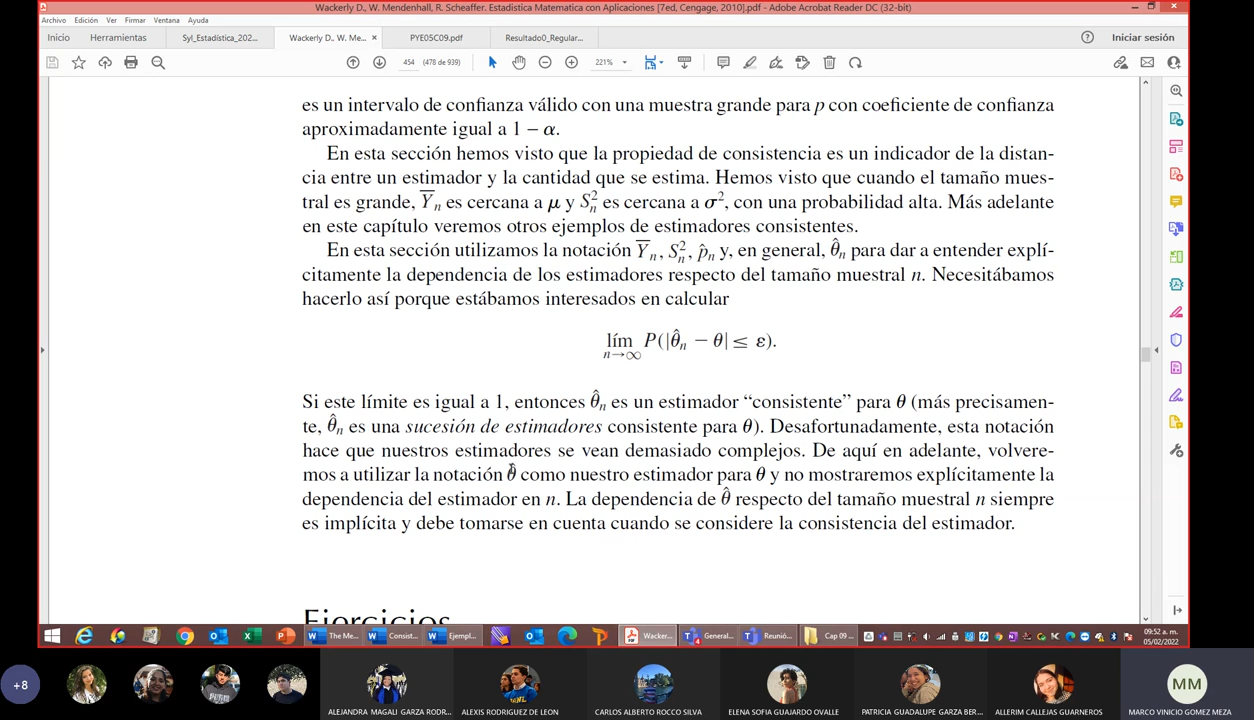 Wackerly D., W. Mendenhall, R. Scheaffer. Estadística Matematica con Aplicaciones [7ed, Cengage, 2010].pdf - Adobe Acrobat Reader DC (32-bit)
Archivo Edición Ver Firmar Ventana Ayuda
Inicio Herramientas Syl_Estadística_202... Wackerly D., W. Me... × PYE05C09.pdf Resultado0_Regular... Iniciar sesión
454 (478 de 939) 221%
es un intervalo de confianza válido con una muestra grande para p con coeficiente de confianza
aproximadamente igual a 1 − α.
En esta sección hemos visto que la propiedad de consistencia es un indicador de la distan-
cia entre un estimador y la cantidad que se estima. Hemos visto que cuando el tamaño mues-
tral es grande, Y̅ₙ es cercana a μ y S²ₙ es cercana a σ², con una probabilidad alta. Más adelante
en este capítulo veremos otros ejemplos de estimadores consistentes.
En esta sección utilizamos la notación Y̅ₙ, S²ₙ, p̂ₙ y, en general, θ̂ₙ para dar a entender explí-
citamente la dependencia de los estimadores respecto del tamaño muestral n. Necesitábamos
hacerlo así porque estábamos interesados en calcular
lím P(|θ̂ₙ − θ| ≤ ε).
n→∞
Si este límite es igual a 1, entonces θ̂ₙ es un estimador “consistente” para θ (más precisamen-
te, θ̂ₙ es una sucesión de estimadores consistente para θ). Desafortunadamente, esta notación
hace que nuestros estimadores se vean demasiado complejos. De aquí en adelante, volvere-
mos a utilizar la notación θ̂ como nuestro estimador para θ y no mostraremos explícitamente la
dependencia del estimador en n. La dependencia de θ̂ respecto del tamaño muestral n siempre
es implícita y debe tomarse en cuenta cuando se considere la consistencia del estimador.
Ejercicios
The Me... Consist... Ejempl... Wacker... General... Reunió... Cap 09 ... 09:52 a. m.
05/02/2022
+8 MM
ALEJANDRA MAGALI GARZA RODR... ALEXIS RODRIGUEZ DE LEON CARLOS ALBERTO ROCCO SILVA ELENA SOFIA GUAJARDO OVALLE PATRICIA GUADALUPE GARZA BER... ALLERIM CALLEJAS GUARNEROS MARCO VINICIO GOMEZ MEZA